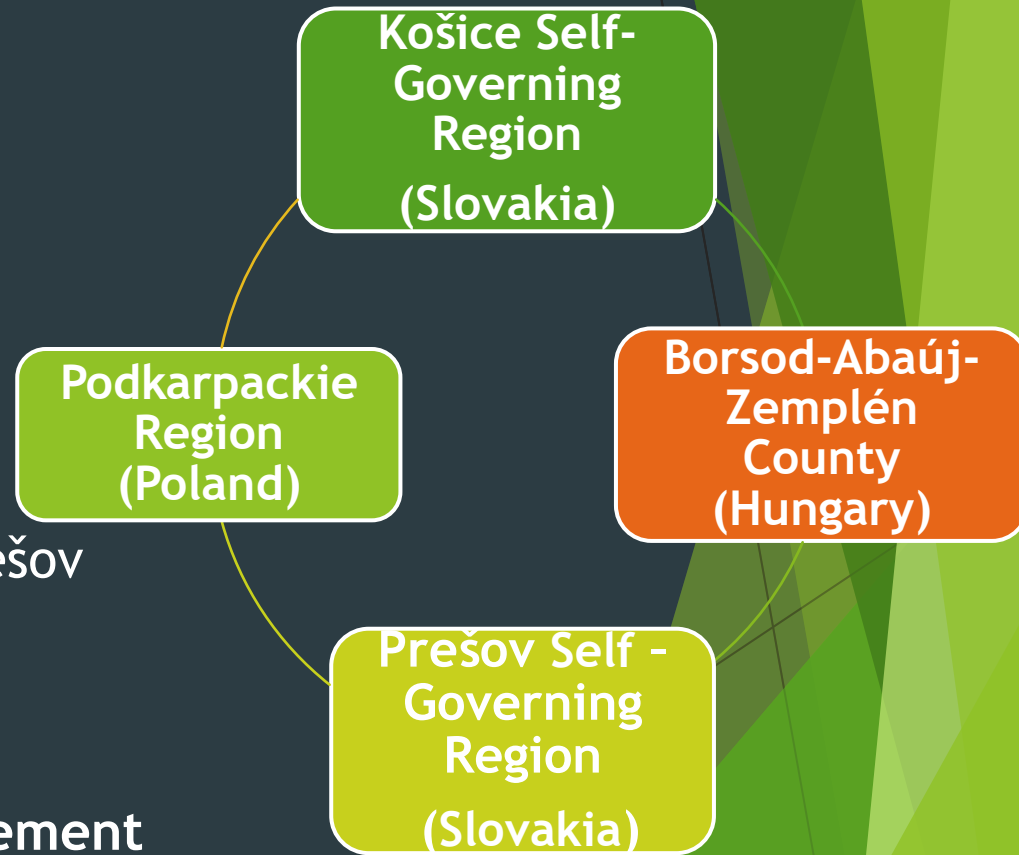 Košice Self-
Governing
Region
(Slovakia)
Podkarpackie
Region
(Poland)
Borsod-Abaúj-
Zemplén
County
(Hungary)
ešov
Prešov Self –
Governing
Region
(Slovakia)
ement